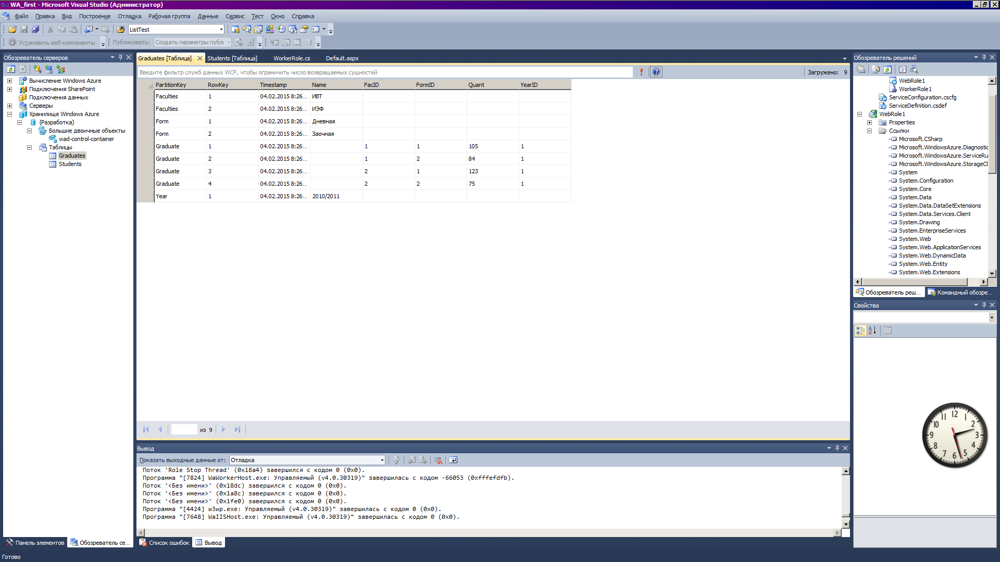 WA_first - Microsoft Visual Studio (Администратор)
Файл Правка Вид Построение Отладка Рабочая группа Данные Сервис Тест Окно Справка
ListTest
Установить веб-компоненты Публиковать: Создать параметры публи
Обозреватель серверов
Вычисление Windows Azure
Подключения SharePoint
Подключения данных
Серверы
Хранилище Windows Azure
(Разработка)
Большие двоичные объекты
wad-control-container
Таблицы
Graduates
Students
Панель элементов Обозреватель се...
Graduates [Таблица] Students [Таблица] WorkerRole.cs Default.aspx
Введите фильтр служб данных WCF, чтобы ограничить число возвращаемых сущностей
Загружено: 9
PartitionKey RowKey Timestamp Name FacID FormID Quant YearID
Faculties 1 04.02.2015 8:26... ИВТ
Faculties 2 04.02.2015 8:26... ИЭФ
Form 1 04.02.2015 8:26... Дневная
Form 2 04.02.2015 8:26... Заочная
Graduate 1 04.02.2015 8:26... 1 1 105 1
Graduate 2 04.02.2015 8:26... 1 2 84 1
Graduate 3 04.02.2015 8:26... 2 1 123 1
Graduate 4 04.02.2015 8:26... 2 2 75 1
Year 1 04.02.2015 8:26... 2010/2011
из 9
Вывод
Показать выходные данные от: Отладка
Поток 'Role Stop Thread' (0x18a4) завершился с кодом 0 (0x0).
Программа "[7824] WaWorkerHost.exe: Управляемый (v4.0.30319)" завершилась с кодом -66053 (0xfffefdfb).
Поток '<Без имени>' (0x18dc) завершился с кодом 0 (0x0).
Поток '<Без имени>' (0x1a8c) завершился с кодом 0 (0x0).
Поток '<Без имени>' (0x1fe0) завершился с кодом 0 (0x0).
Программа "[4424] w3wp.exe: Управляемый (v4.0.30319)" завершилась с кодом 0 (0x0).
Программа "[7648] WaIISHost.exe: Управляемый (v4.0.30319)" завершилась с кодом 0 (0x0).
Список ошибок Вывод
Обозреватель решений
WebRole1
WorkerRole1
ServiceConfiguration.cscfg
ServiceDefinition.csdef
WebRole1
Properties
Ссылки
Microsoft.CSharp
Microsoft.WindowsAzure.Diagnostic
Microsoft.WindowsAzure.ServiceRu
Microsoft.WindowsAzure.StorageCl
System
System.Configuration
System.Core
System.Data
System.Data.DataSetExtensions
System.Data.Services.Client
System.Drawing
System.EnterpriseServices
System.Web
System.Web.ApplicationServices
System.Web.DynamicData
System.Web.Entity
System.Web.Extensions
Обозреватель реш... Командный обозре...
Свойства
12 1 2 3 4 5 6 7 8 9 10 11
Готово